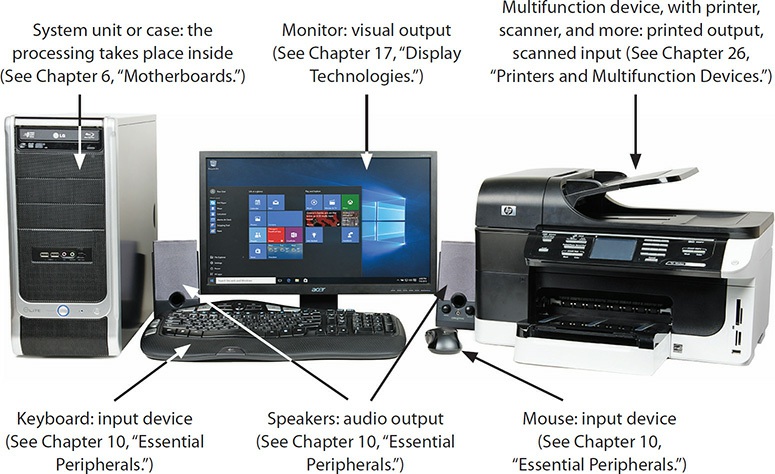 System unit or case: the
processing takes place inside
(See Chapter 6, “Motherboards.”)
Monitor: visual output
(See Chapter 17, “Display
Technologies.”)
Multifunction device, with printer,
scanner, and more: printed output,
scanned input (See Chapter 26,
“Printers and Multifunction Devices.”)
LG
acer
hp
Keyboard: input device
(See Chapter 10, “Essential
Peripherals.”)
Speakers: audio output
(See Chapter 10, “Essential
Peripherals.”)
Mouse: input device
(See Chapter 10,
“Essential Peripherals.”)